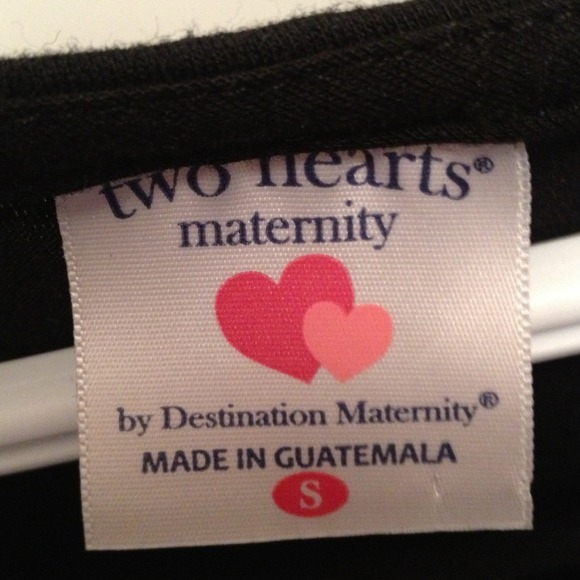 two hearts®
maternity
by Destination Maternity®
MADE IN GUATEMALA
S